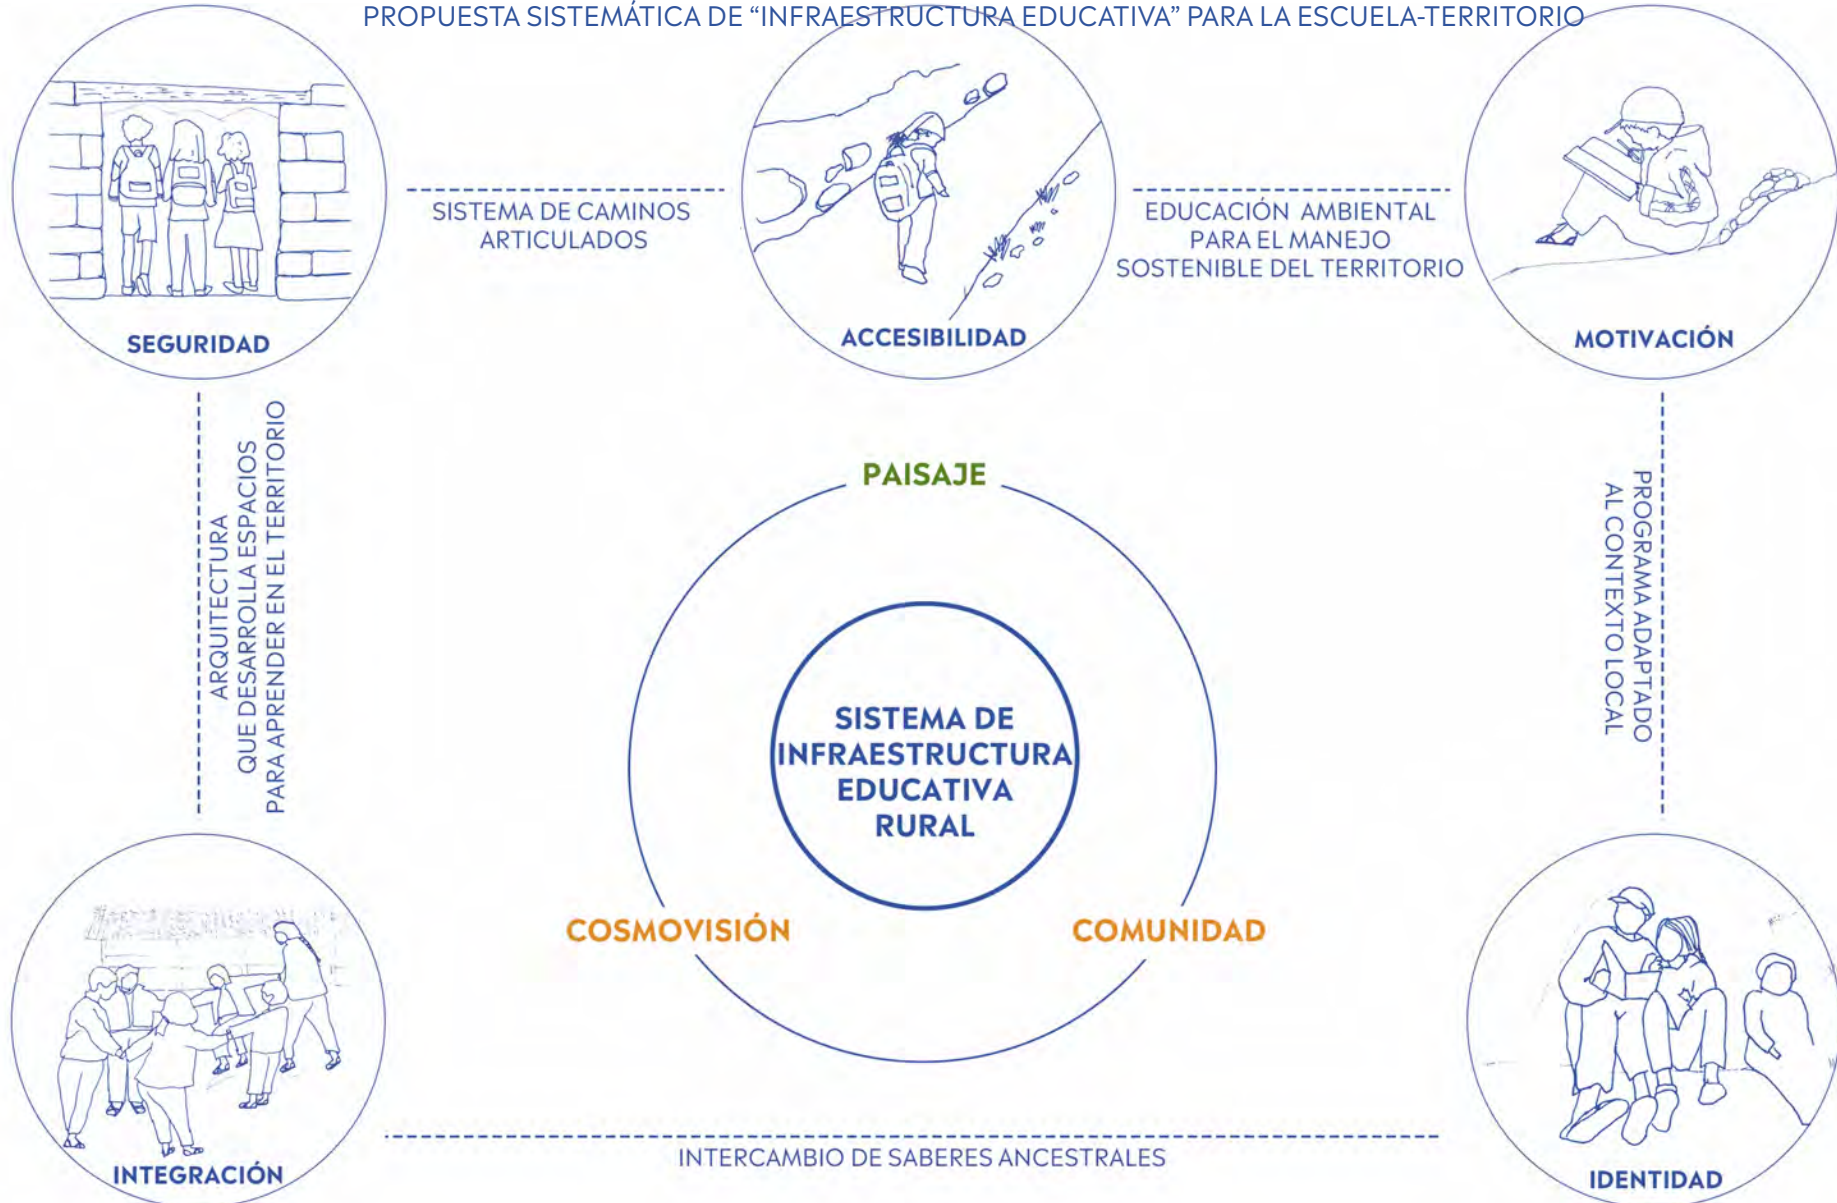 PROPUESTA SISTEMÁTICA DE “INFRAESTRUCTURA EDUCATIVA” PARA LA ESCUELA-TERRITORIO
SEGURIDAD
SISTEMA DE CAMINOS
ARTICULADOS
ACCESIBILIDAD
EDUCACIÓN AMBIENTAL
PARA EL MANEJO
SOSTENIBLE DEL TERRITORIO
MOTIVACIÓN
ARQUITECTURA
QUE DESARROLLA ESPACIOS
PARA APRENDER EN EL TERRITORIO
PAISAJE
SISTEMA DE
INFRAESTRUCTURA
EDUCATIVA
RURAL
COSMOVISIÓN
COMUNIDAD
PROGRAMA ADAPTADO
AL CONTEXTO LOCAL
INTEGRACIÓN
INTERCAMBIO DE SABERES ANCESTRALES
IDENTIDAD